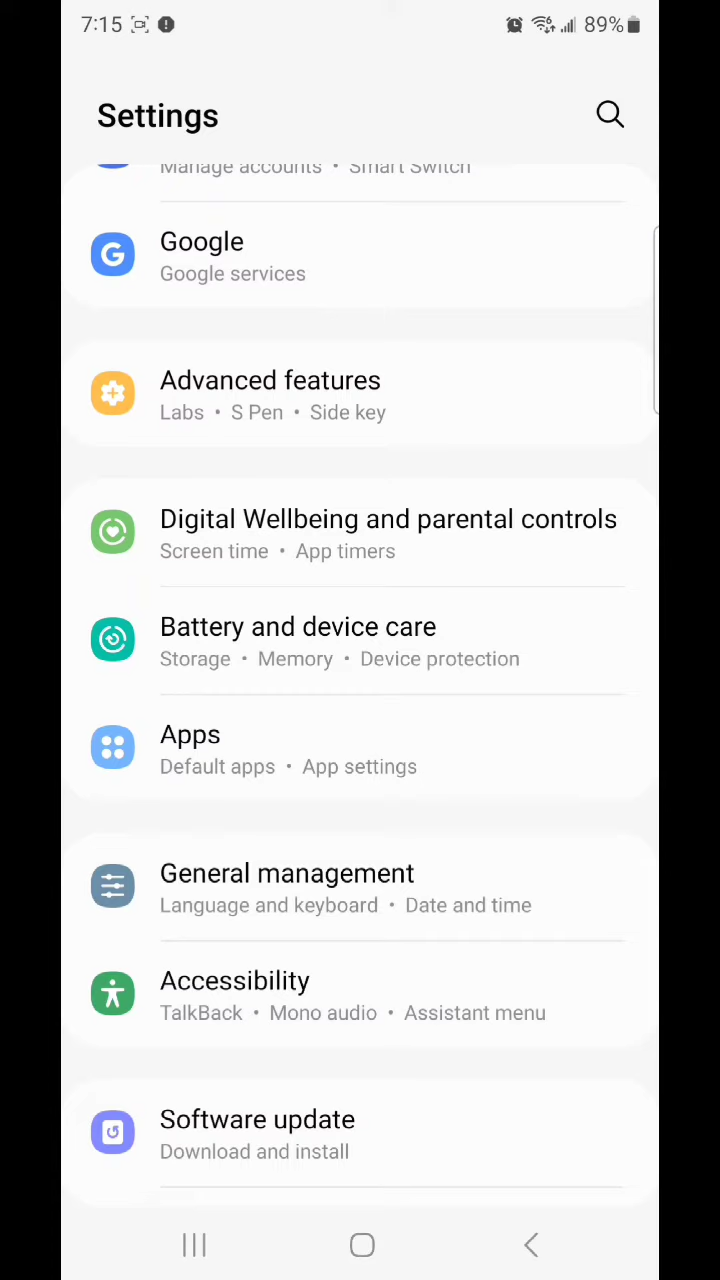 7:15
89%
Settings
Manage accounts • Smart Switch
Google
Google services
Advanced features
Labs • S Pen • Side key
Digital Wellbeing and parental controls
Screen time • App timers
Battery and device care
Storage • Memory • Device protection
Apps
Default apps • App settings
General management
Language and keyboard • Date and time
Accessibility
TalkBack • Mono audio • Assistant menu
Software update
Download and install